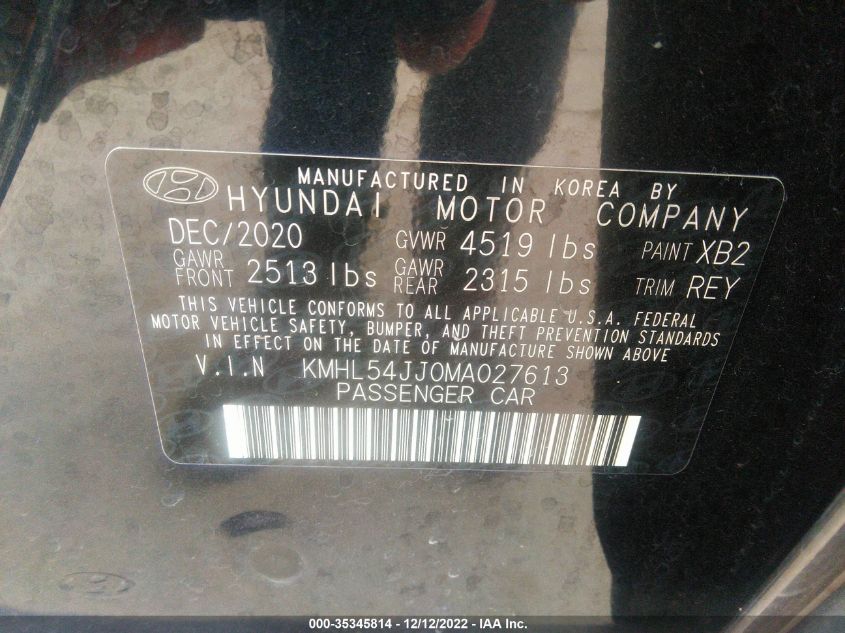 MANUFACTURED IN KOREA BY
HYUNDAI MOTOR COMPANY
DEC/2020 GVWR 4519 lbs PAINT XB2
GAWR FRONT 2513 lbs GAWR REAR 2315 lbs TRIM REY
THIS VEHICLE CONFORMS TO ALL APPLICABLE U.S.A. FEDERAL
MOTOR VEHICLE SAFETY, BUMPER, AND THEFT PREVENTION STANDARDS
IN EFFECT ON THE DATE OF MANUFACTURE SHOWN ABOVE
V.I.N KMHL54JJ0MA027613
PASSENGER CAR
000-35345814 - 12/12/2022 - IAA Inc.